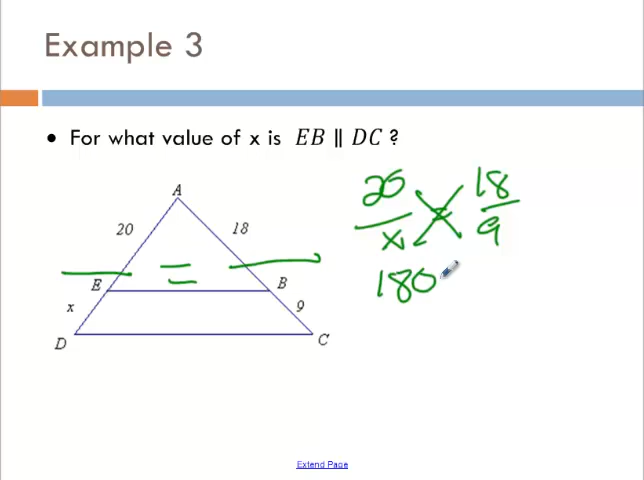 Example 3
• For what value of x is EB ∥ DC ?
A
20
18
E
=
B
x
9
D
C
20/x = 18/9
180
Extend Page